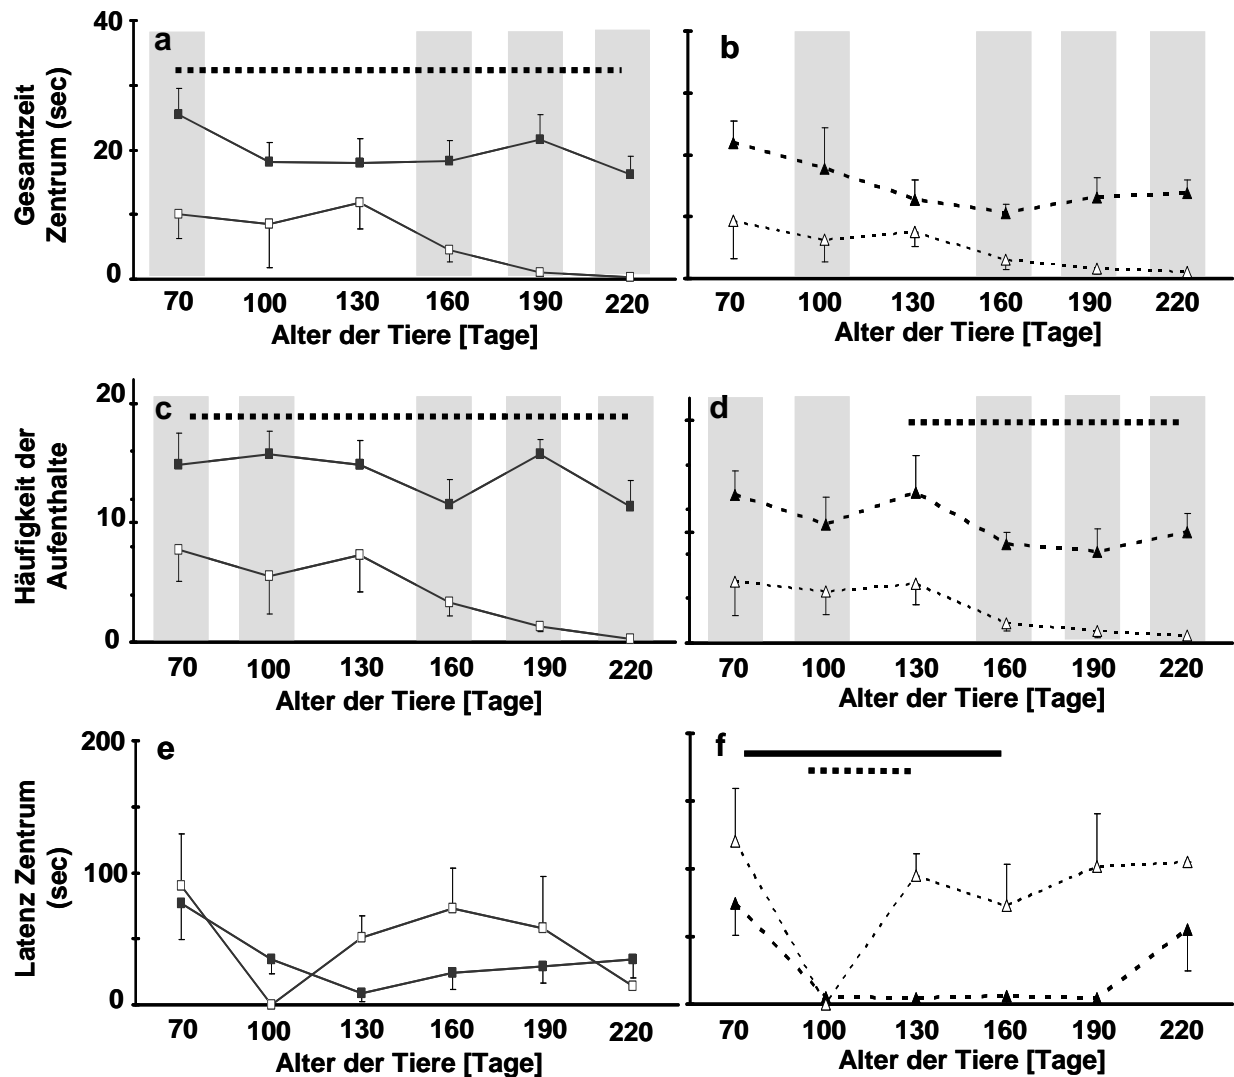 Gesamtzeit
Zentrum (sec)
40
20
0
a
70 100 130 160 190 220
Alter der Tiere [Tage]
b
70 100 130 160 190 220
Alter der Tiere [Tage]
Häufigkeit der
Aufenthalte
20
10
0
c
70 100 130 160 190 220
Alter der Tiere [Tage]
d
70 100 130 160 190 220
Alter der Tiere [Tage]
Latenz Zentrum
(sec)
200
100
0
e
70 100 130 160 190 220
Alter der Tiere [Tage]
f
70 100 130 160 190 220
Alter der Tiere [Tage]